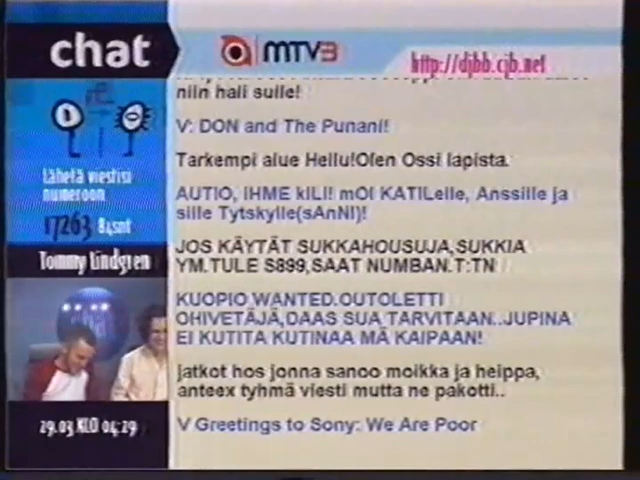 chat
MTV3
http://djbb.cjb.net
niin hali sulle!
V: DON and The Punani!
Tarkempi alue Hellu!Olen Ossi lapista.
AUTIO, IHME kILI! mOI KATILelle, Anssille ja
sille Tytskylle(sAnNI)!
JOS KÄYTÄT SUKKAHOUSUJA,SUKKIA
YM.TULE S899,SAAT NUMBAN.T:TN
KUOPIO,WANTED.OUTOLETTI
OHIVETÄJÄ,DAAS SUA TARVITAAN..JUPINA
EI KUTITA KUTINAA MÄ KAIPAAN!
jatkot hos jonna sanoo moikka ja heippa,
anteex tyhmä viesti mutta ne pakotti..
V Greetings to Sony: We Are Poor
Lähetä viestisi
numeroon
17263 84snt
Tommy Lindgren
29.03 KLO 04:29